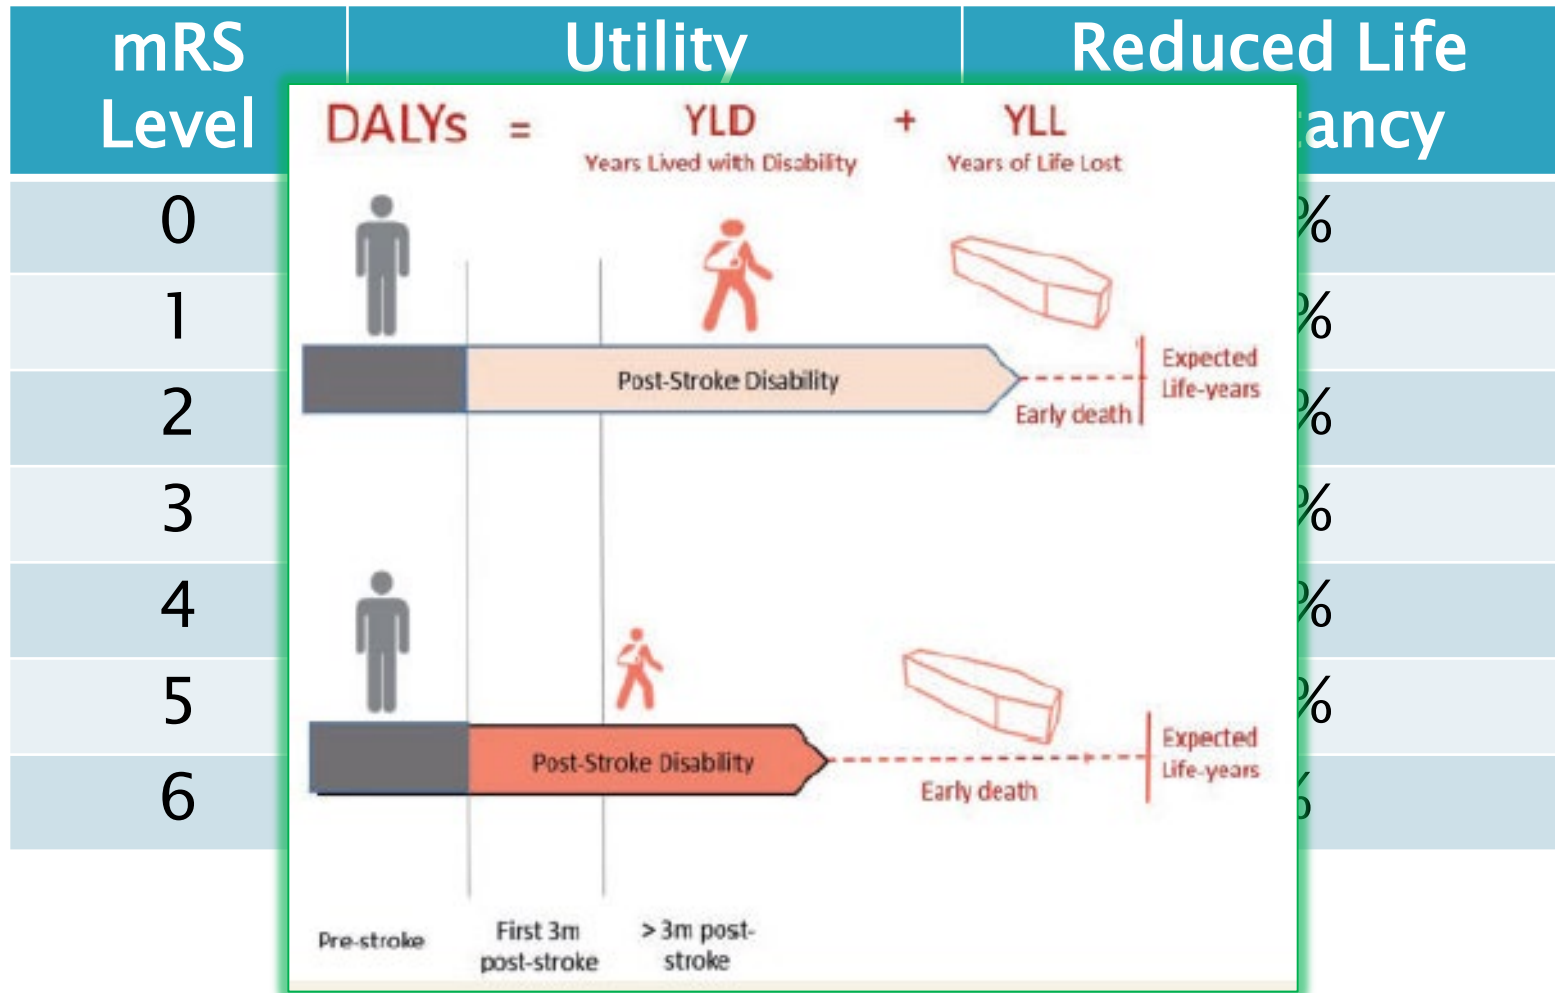 mRS Utility Reduced Life
Level ancy
DALYs = YLD + YLL
Years Lived with Disability Years of Life Lost
0 %
1 %
Post-Stroke Disability
Expected
Life-years
Early death
2 %
3 %
4 %
5 %
Post-Stroke Disability
Expected
Life-years
Early death
6 %
Pre-stroke
First 3m
post-stroke
> 3m post-
stroke